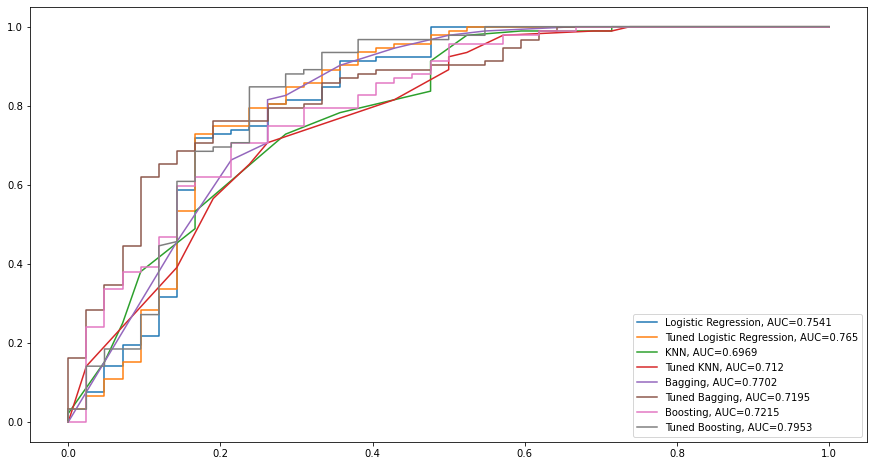 1.0
0.8
0.6
0.4
0.2
0.0
0.0 0.2 0.4 0.6 0.8 1.0
Logistic Regression, AUC=0.7541
Tuned Logistic Regression, AUC=0.765
KNN, AUC=0.6969
Tuned KNN, AUC=0.712
Bagging, AUC=0.7702
Tuned Bagging, AUC=0.7195
Boosting, AUC=0.7215
Tuned Boosting, AUC=0.7953